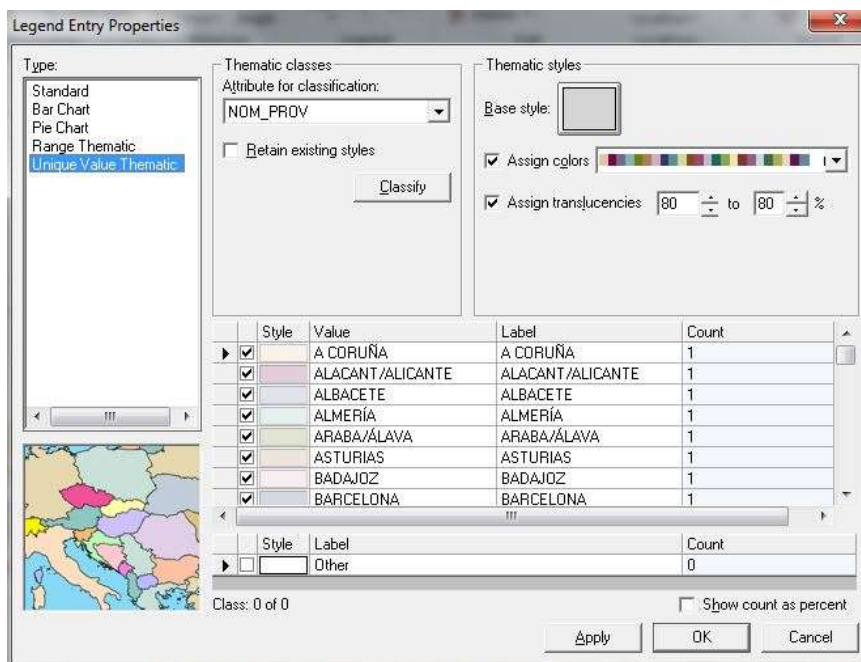 Legend Entry Properties
Type:
Standard
Bar Chart
Pie Chart
Range Thematic
Unique Value Thematic
Thematic classes
Attribute for classification:
NOM_PROV
Retain existing styles
Classify
Thematic styles
Base style:
Assign colors
Assign translucencies 80 to 80 %
Style Value Label Count
A CORUÑA A CORUÑA 1
ALACANT/ALICANTE ALACANT/ALICANTE 1
ALBACETE ALBACETE 1
ALMERÍA ALMERÍA 1
ARABA/ÁLAVA ARABA/ÁLAVA 1
ASTURIAS ASTURIAS 1
BADAJOZ BADAJOZ 1
BARCELONA BARCELONA 1
Style Label Count
Other 0
Class: 0 of 0
Show count as percent
Apply OK Cancel